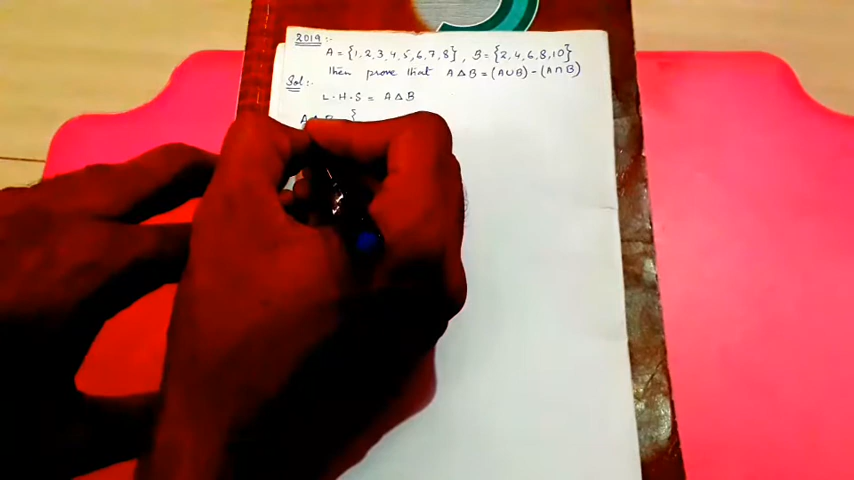 2019:-
A = {1,2,3,4,5,6,7,8}, B = {2,4,6,8,10}
then prove that A Δ B = (A∪B) - (A∩B)
Sol:-
L.H.S = A Δ B
A Δ B = {